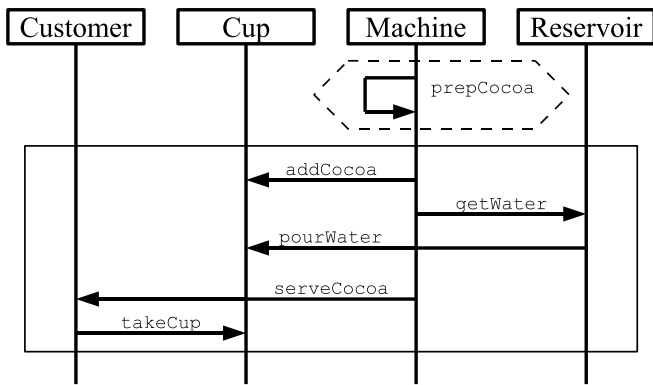 Customer Cup Machine Reservoir
prepCocoa
addCocoa
getWater
pourWater
serveCocoa
takeCup